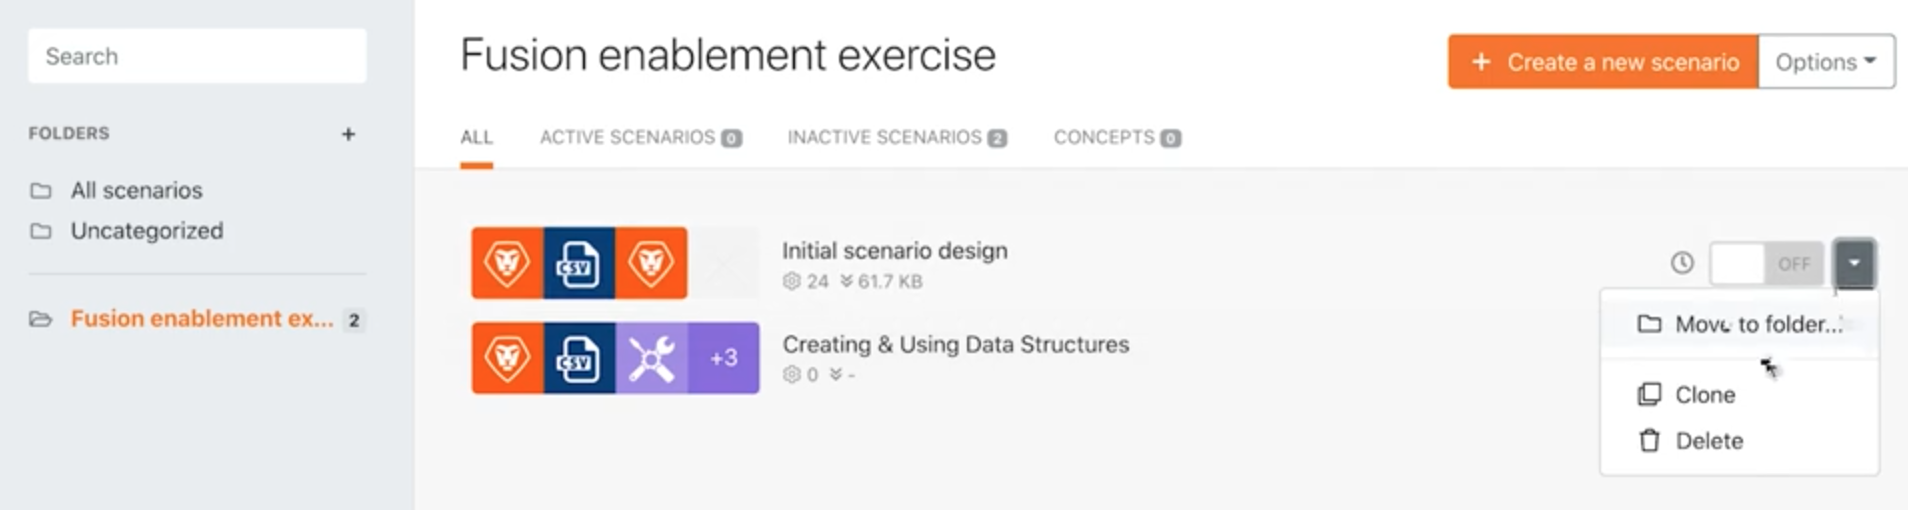 Search
FOLDERS +
All scenarios
Uncategorized
Fusion enablement ex... 2
Fusion enablement exercise
+ Create a new scenario
Options
ALL
ACTIVE SCENARIOS 0
INACTIVE SCENARIOS 2
CONCEPTS 0
CSV
Initial scenario design
24 61.7 KB
OFF
CSV
+3
Creating & Using Data Structures
0 -
Move to folder...
Clone
Delete